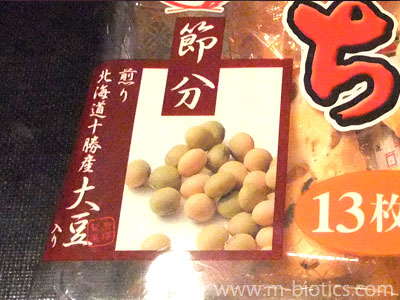 節分
煎り
北海道十勝産
大豆
入り
ち
13枚
www.m-biotics.com